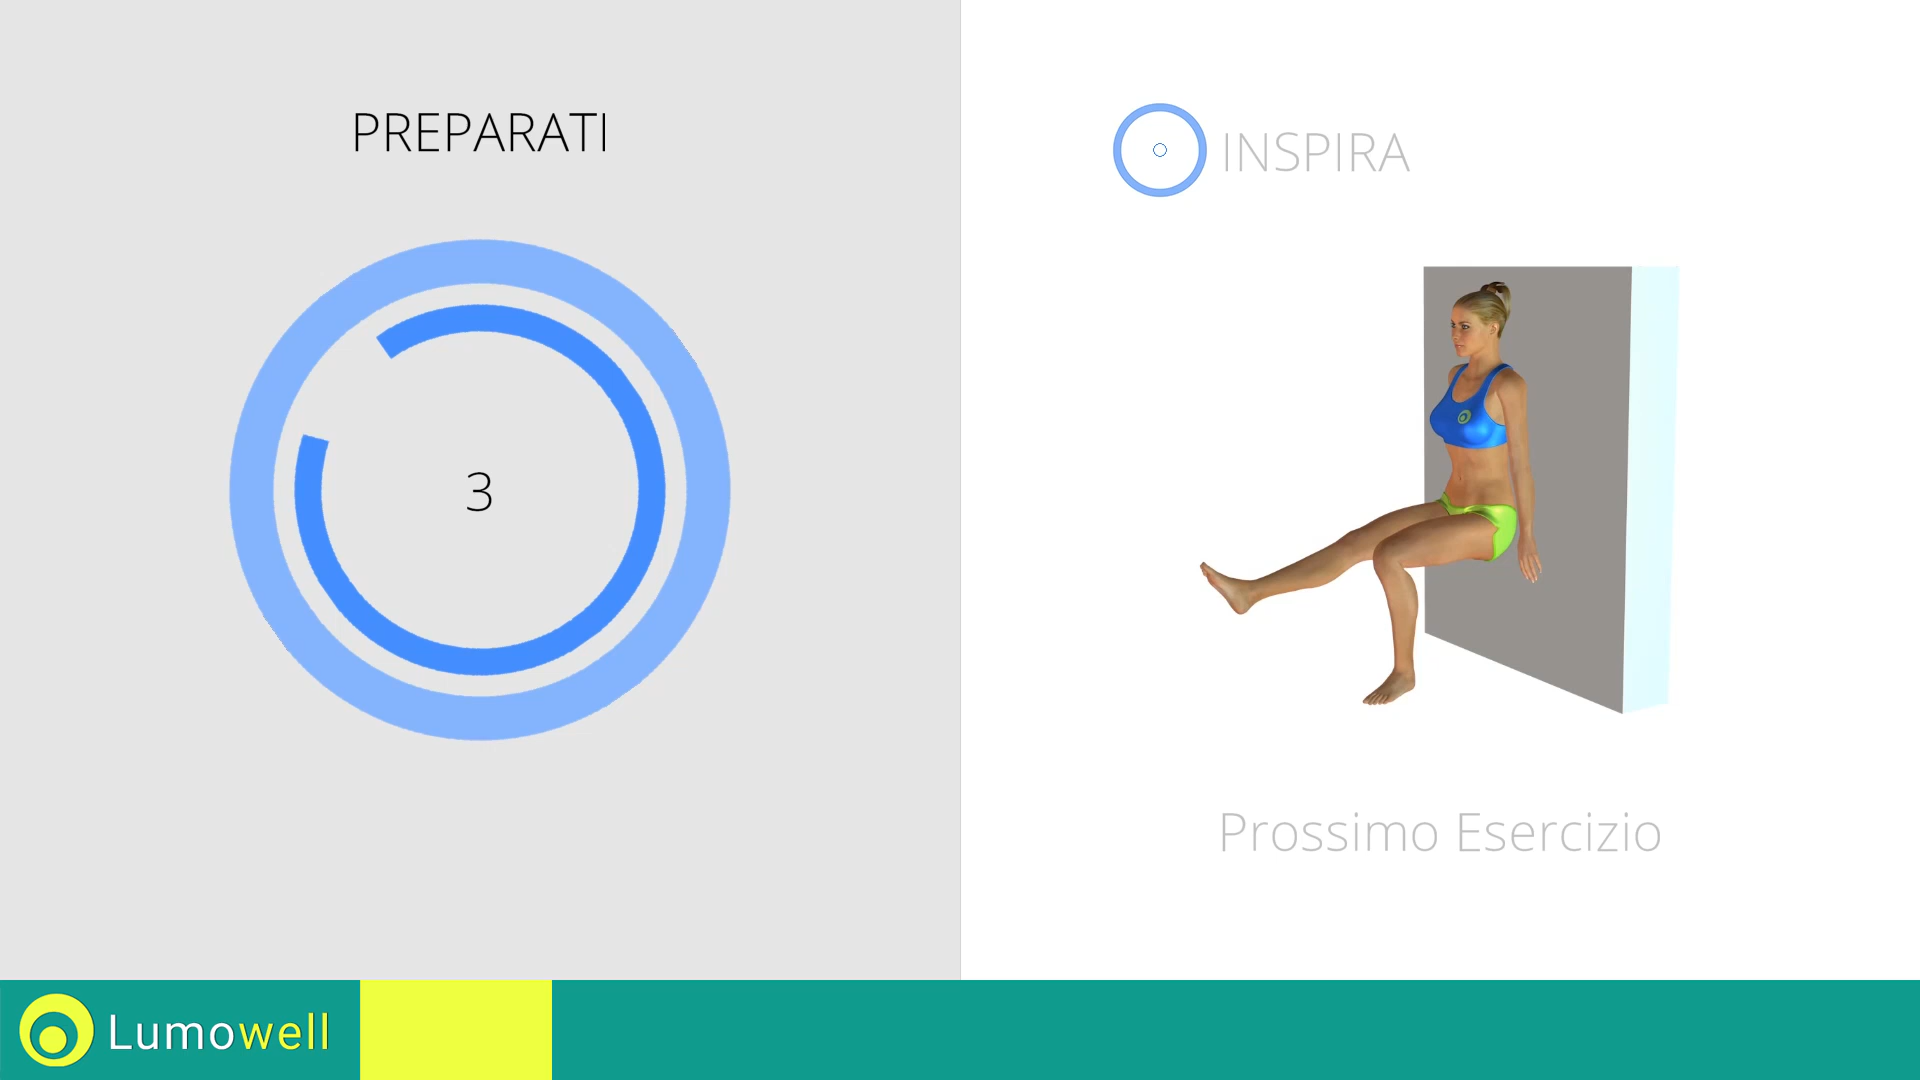 PREPARATI
3
INSPIRA
Prossimo Esercizio
Lumowell